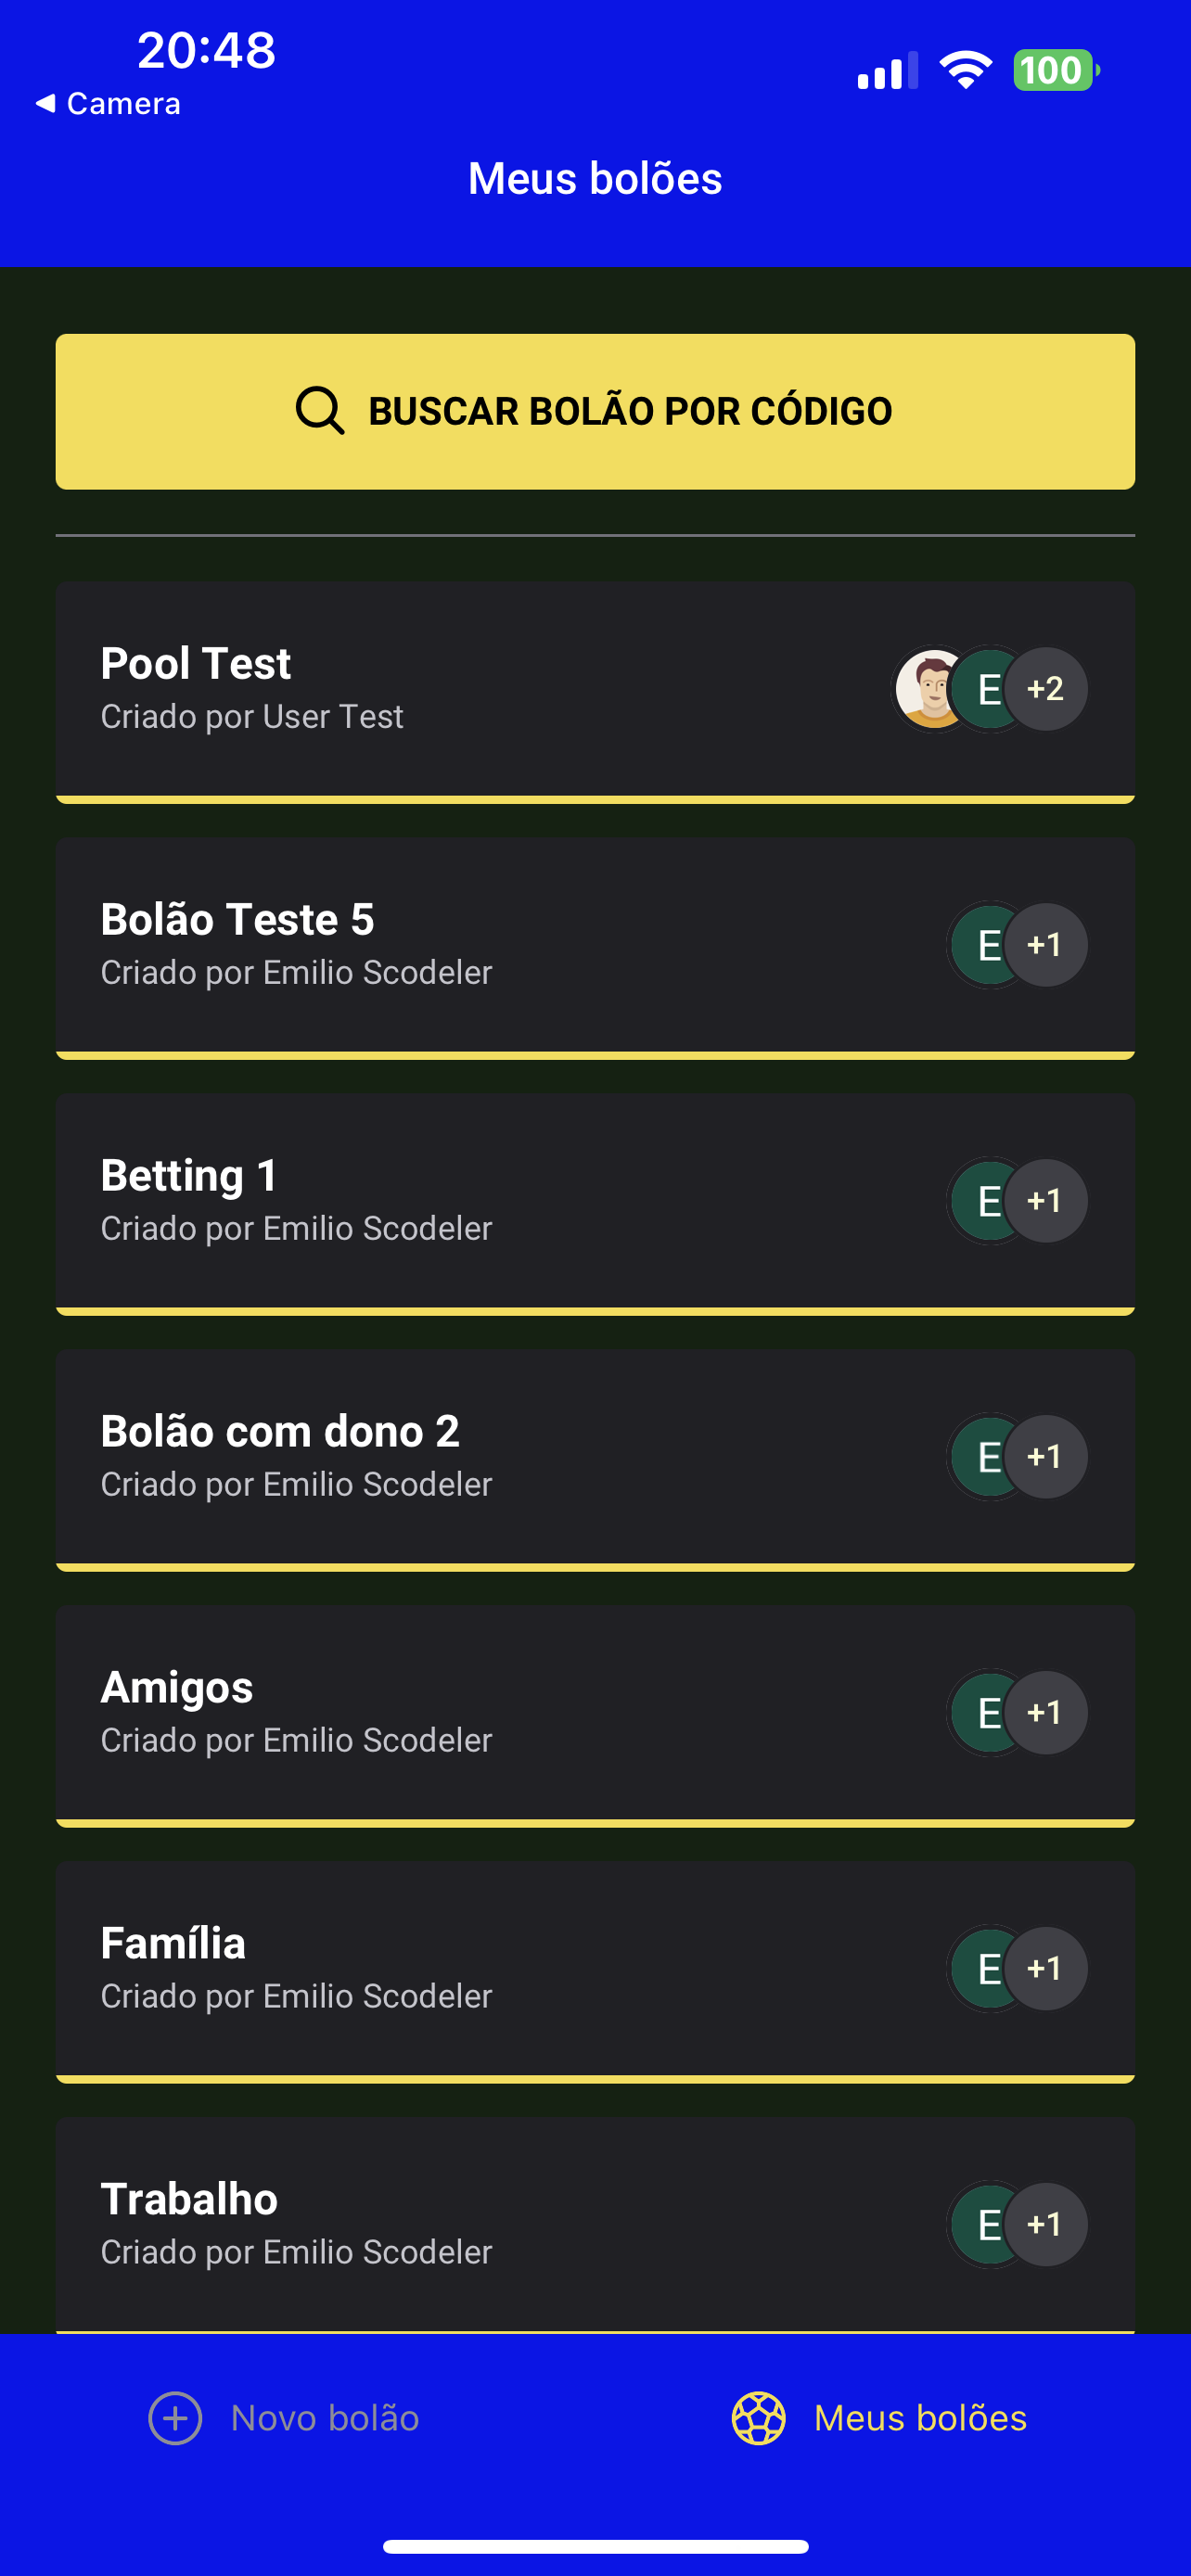 20:48
100
Camera
Meus bolões
BUSCAR BOLÃO POR CÓDIGO
Pool Test
Criado por User Test
E
+2
Bolão Teste 5
Criado por Emilio Scodeler
E
+1
Betting 1
Criado por Emilio Scodeler
E
+1
Bolão com dono 2
Criado por Emilio Scodeler
E
+1
Amigos
Criado por Emilio Scodeler
E
+1
Família
Criado por Emilio Scodeler
E
+1
Trabalho
Criado por Emilio Scodeler
E
+1
Novo bolão
Meus bolões